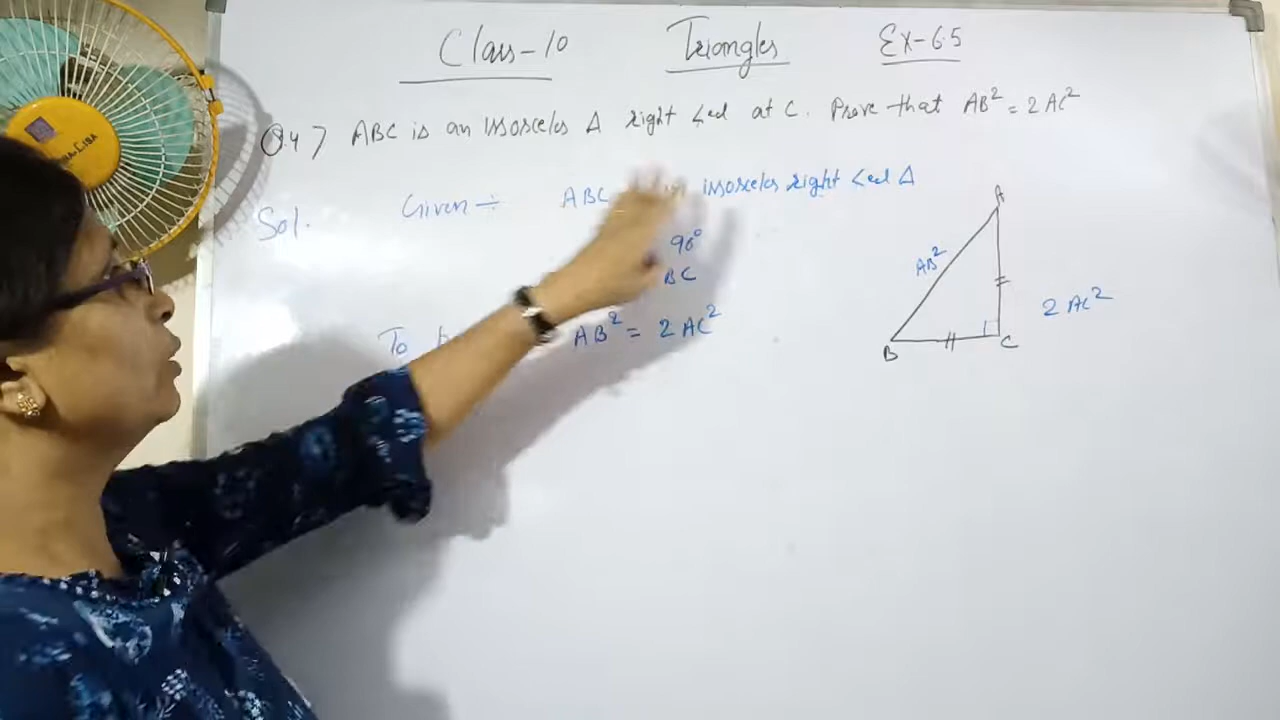 Class-10 Triangles Ex-6.5
Q.4> ABC is an isosceles Δ right ∠ed at C. Prove that AB² = 2AC²
Sol. Given ÷ ABC isosceles right ∠ed Δ
90°
BC
To AB² = 2AC²
A
AB²
2AC²
B
C